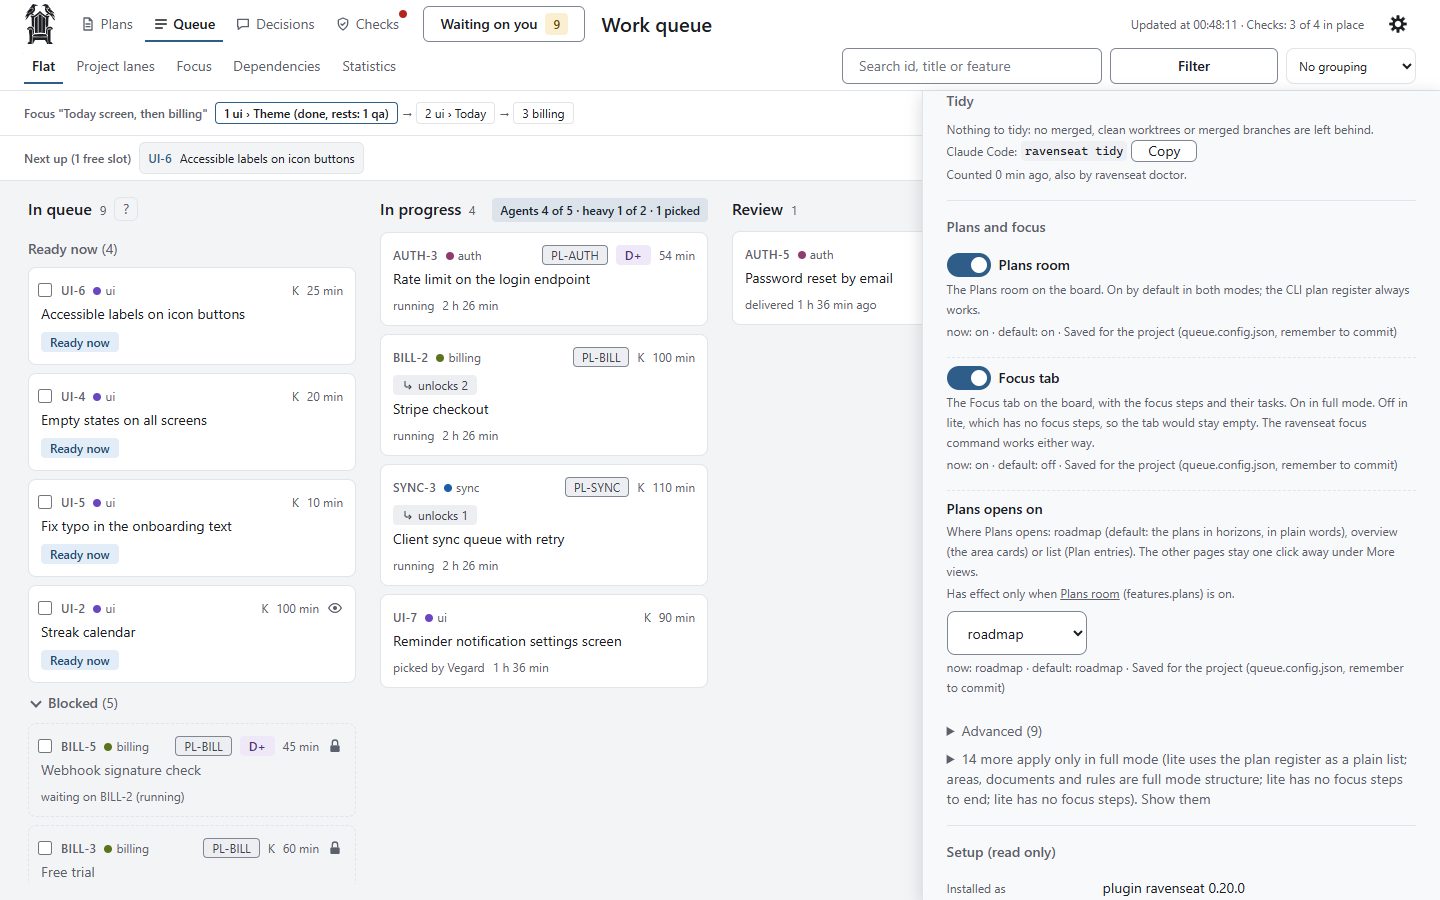 Plans
Queue
Decisions
Checks
Waiting on you 9
Work queue
Updated at 00:48:11 · Checks: 3 of 4 in place
Flat
Project lanes
Focus
Dependencies
Statistics
Search id, title or feature
Filter
No grouping
Focus "Today screen, then billing" 1 ui › Theme (done, rests: 1 qa) → 2 ui › Today → 3 billing
Next up (1 free slot) UI-6 Accessible labels on icon buttons
In queue 9 ?
Ready now (4)
UI-6 ui K 25 min
Accessible labels on icon buttons
Ready now
UI-4 ui K 20 min
Empty states on all screens
Ready now
UI-5 ui K 10 min
Fix typo in the onboarding text
Ready now
UI-2 ui K 100 min
Streak calendar
Ready now
Blocked (5)
BILL-5 billing PL-BILL D+ 45 min
Webhook signature check
waiting on BILL-2 (running)
BILL-3 billing PL-BILL K 60 min
Free trial
In progress 4 Agents 4 of 5 · heavy 1 of 2 · 1 picked
AUTH-3 auth PL-AUTH D+ 54 min
Rate limit on the login endpoint
running 2 h 26 min
BILL-2 billing PL-BILL K 100 min
↳ unlocks 2
Stripe checkout
running 2 h 26 min
SYNC-3 sync PL-SYNC K 110 min
↳ unlocks 1
Client sync queue with retry
running 2 h 26 min
UI-7 ui K 90 min
Reminder notification settings screen
picked by Vegard 1 h 36 min
Review 1
AUTH-5 auth
Password reset by email
delivered 1 h 36 min ago
Tidy
Nothing to tidy: no merged, clean worktrees or merged branches are left behind.
Claude Code: ravenseat tidy Copy
Counted 0 min ago, also by ravenseat doctor.
Plans and focus
Plans room
The Plans room on the board. On by default in both modes; the CLI plan register always
works.
now: on · default: on · Saved for the project (queue.config.json, remember to commit)
Focus tab
The Focus tab on the board, with the focus steps and their tasks. On in full mode. Off in
lite, which has no focus steps, so the tab would stay empty. The ravenseat focus
command works either way.
now: on · default: off · Saved for the project (queue.config.json, remember to commit)
Plans opens on
Where Plans opens: roadmap (default: the plans in horizons, in plain words), overview
(the area cards) or list (Plan entries). The other pages stay one click away under More
views.
Has effect only when Plans room (features.plans) is on.
roadmap
now: roadmap · default: roadmap · Saved for the project (queue.config.json, remember
to commit)
Advanced (9)
14 more apply only in full mode (lite uses the plan register as a plain list;
areas, documents and rules are full mode structure; lite has no focus steps
to end; lite has no focus steps). Show them
Setup (read only)
Installed as plugin ravenseat 0.20.0